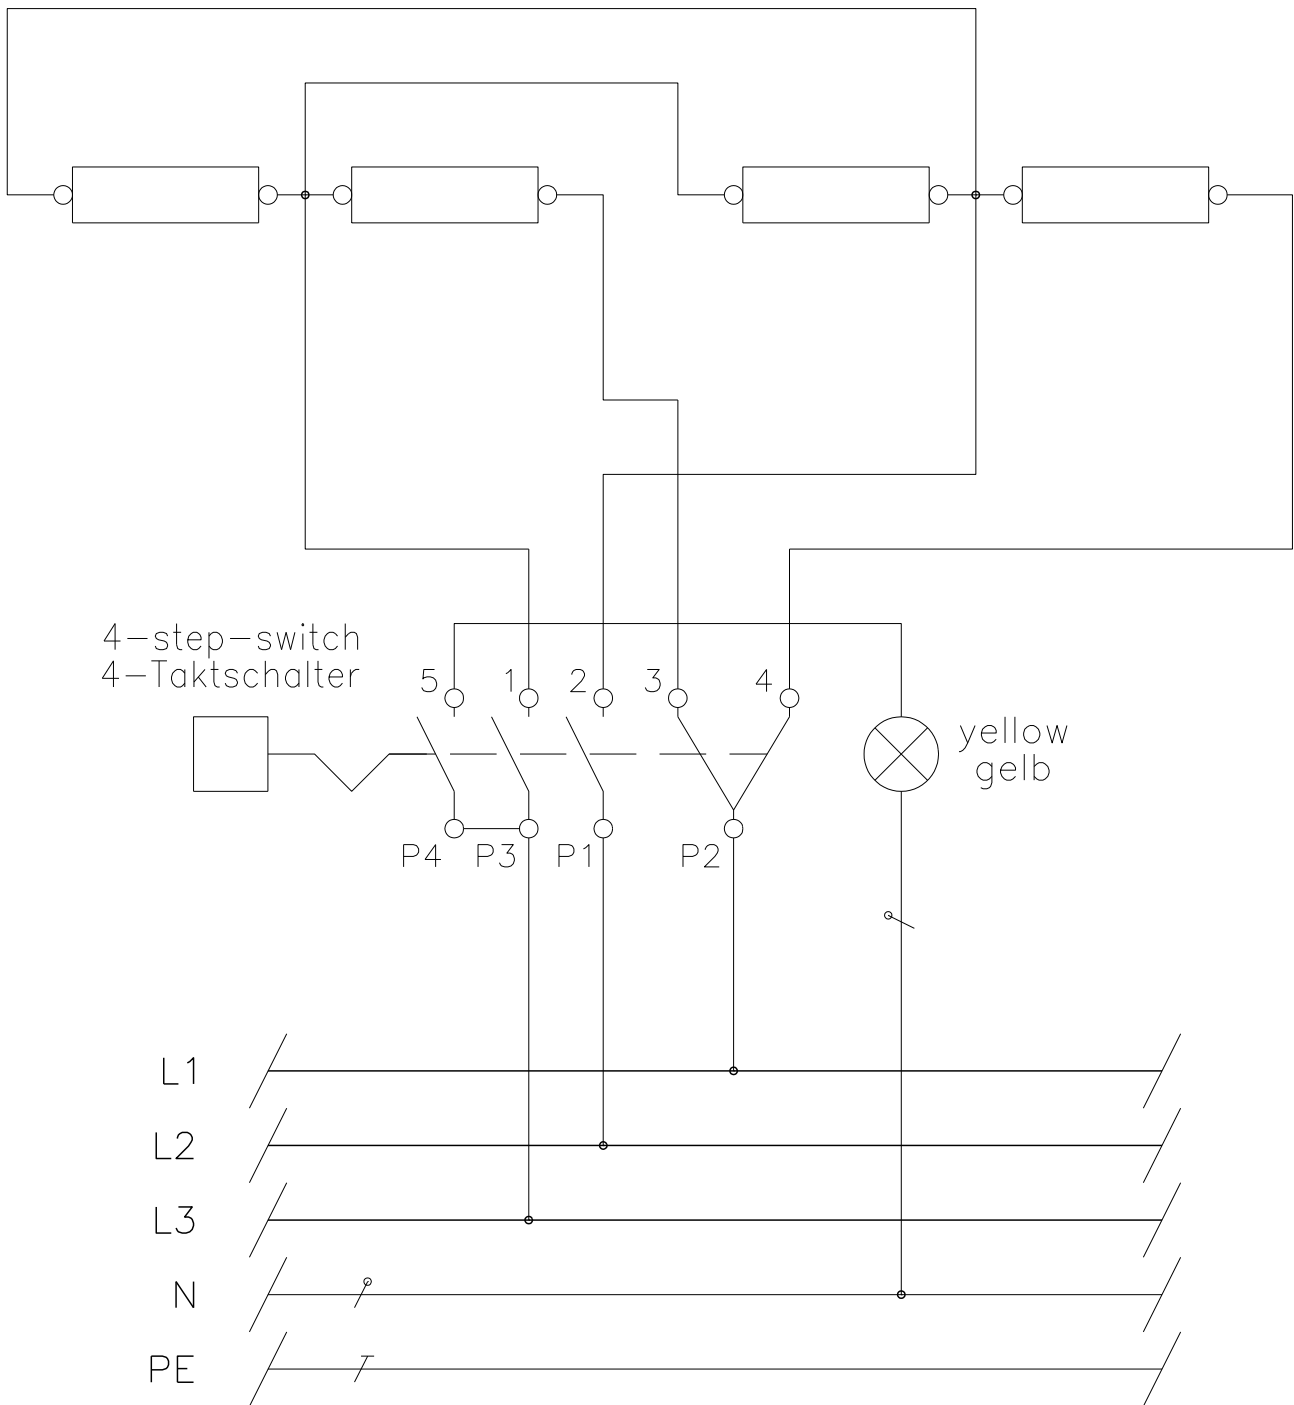 4-step-switch
4-Taktschalter
5 1 2 3 4
yellow
gelb
P4 P3 P1 P2
L1
L2
L3
N
PE